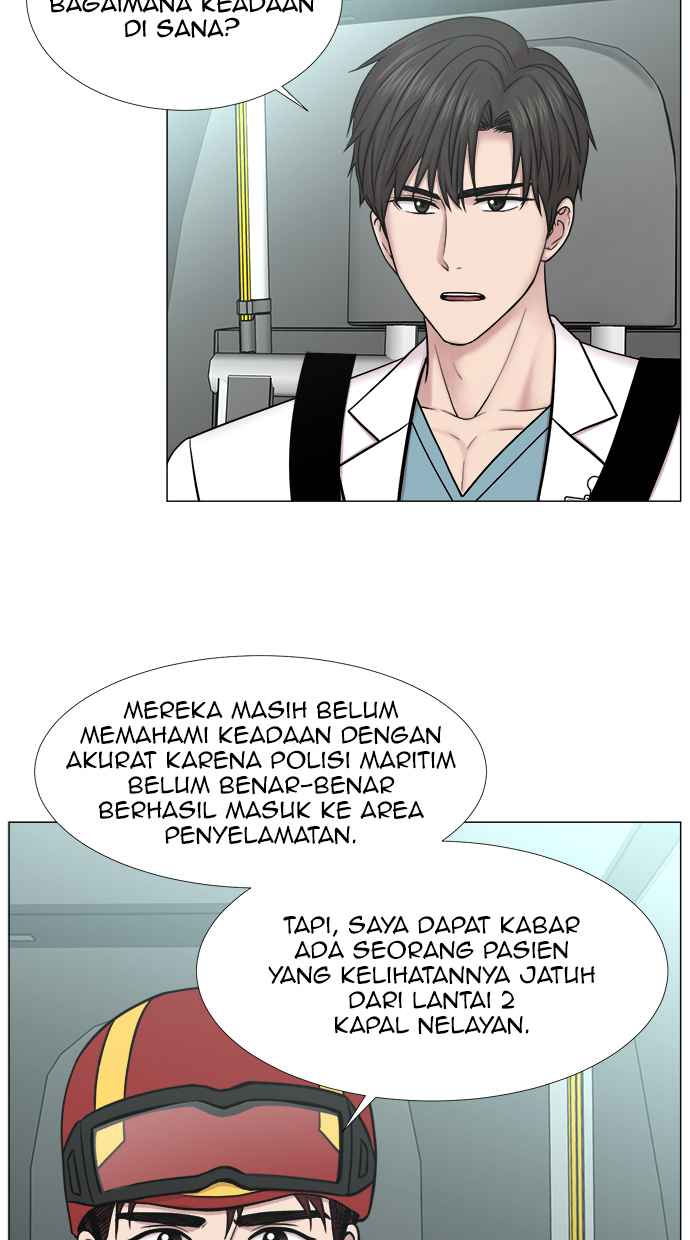 BAGAIMANA KEADAAN
DI SANA?
MEREKA MASIH BELUM
MEMAHAMI KEADAAN DENGAN
AKURAT KARENA POLISI MARITIM
BELUM BENAR-BENAR
BERHASIL MASUK KE AREA
PENYELAMATAN.
TAPI, SAYA DAPAT KABAR
ADA SEORANG PASIEN
YANG KELIHATANNYA JATUH
DARI LANTAI 2
KAPAL NELAYAN.